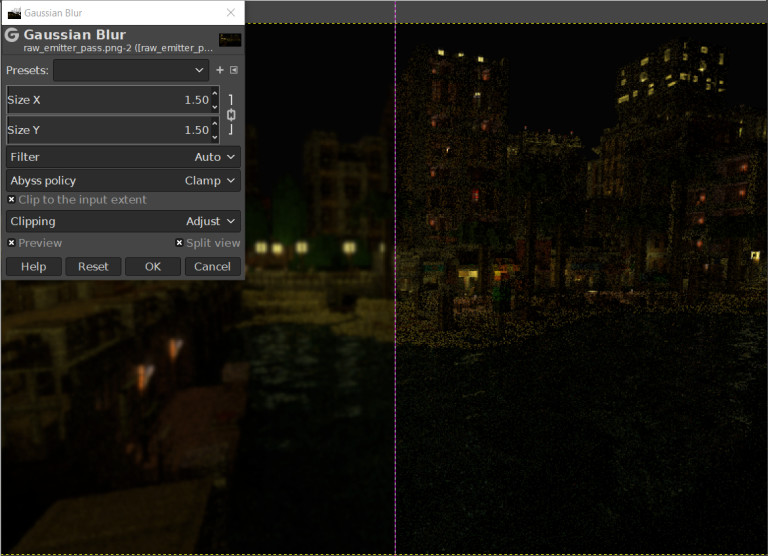 Gaussian Blur
Gaussian Blur
raw_emitter_pass.png-2 ([raw_emitter_p...
Presets:
Size X 1.50
Size Y 1.50
Filter Auto
Abyss policy Clamp
Clip to the input extent
Clipping Adjust
Preview Split view
Help Reset OK Cancel